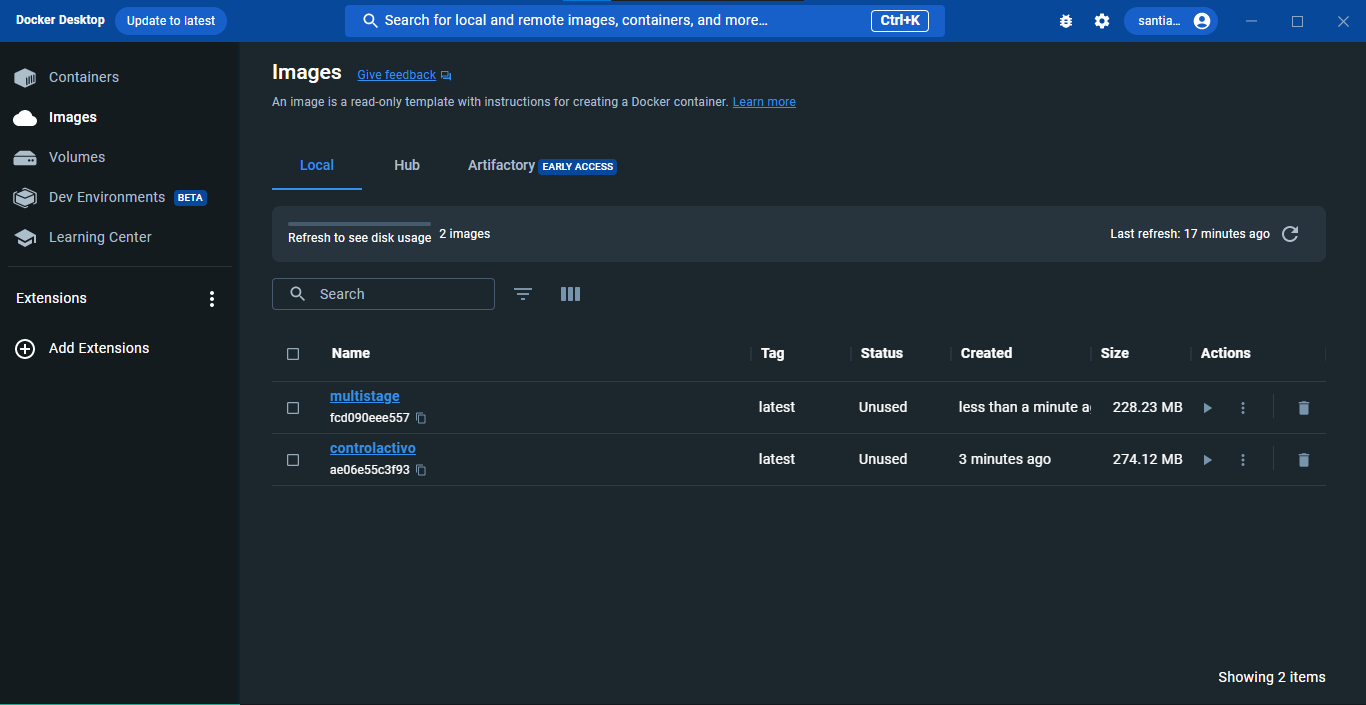 Docker Desktop Update to latest Search for local and remote images, containers, and more... Ctrl+K santia...
Containers
Images
Volumes
Dev Environments BETA
Learning Center
Extensions
Add Extensions
Images Give feedback
An image is a read-only template with instructions for creating a Docker container. Learn more
Local Hub Artifactory EARLY ACCESS
Refresh to see disk usage 2 images Last refresh: 17 minutes ago
Search
Name Tag Status Created Size Actions
multistage
fcd090eee557
latest Unused less than a minute a 228.23 MB
controlactivo
ae06e55c3f93
latest Unused 3 minutes ago 274.12 MB
Showing 2 items